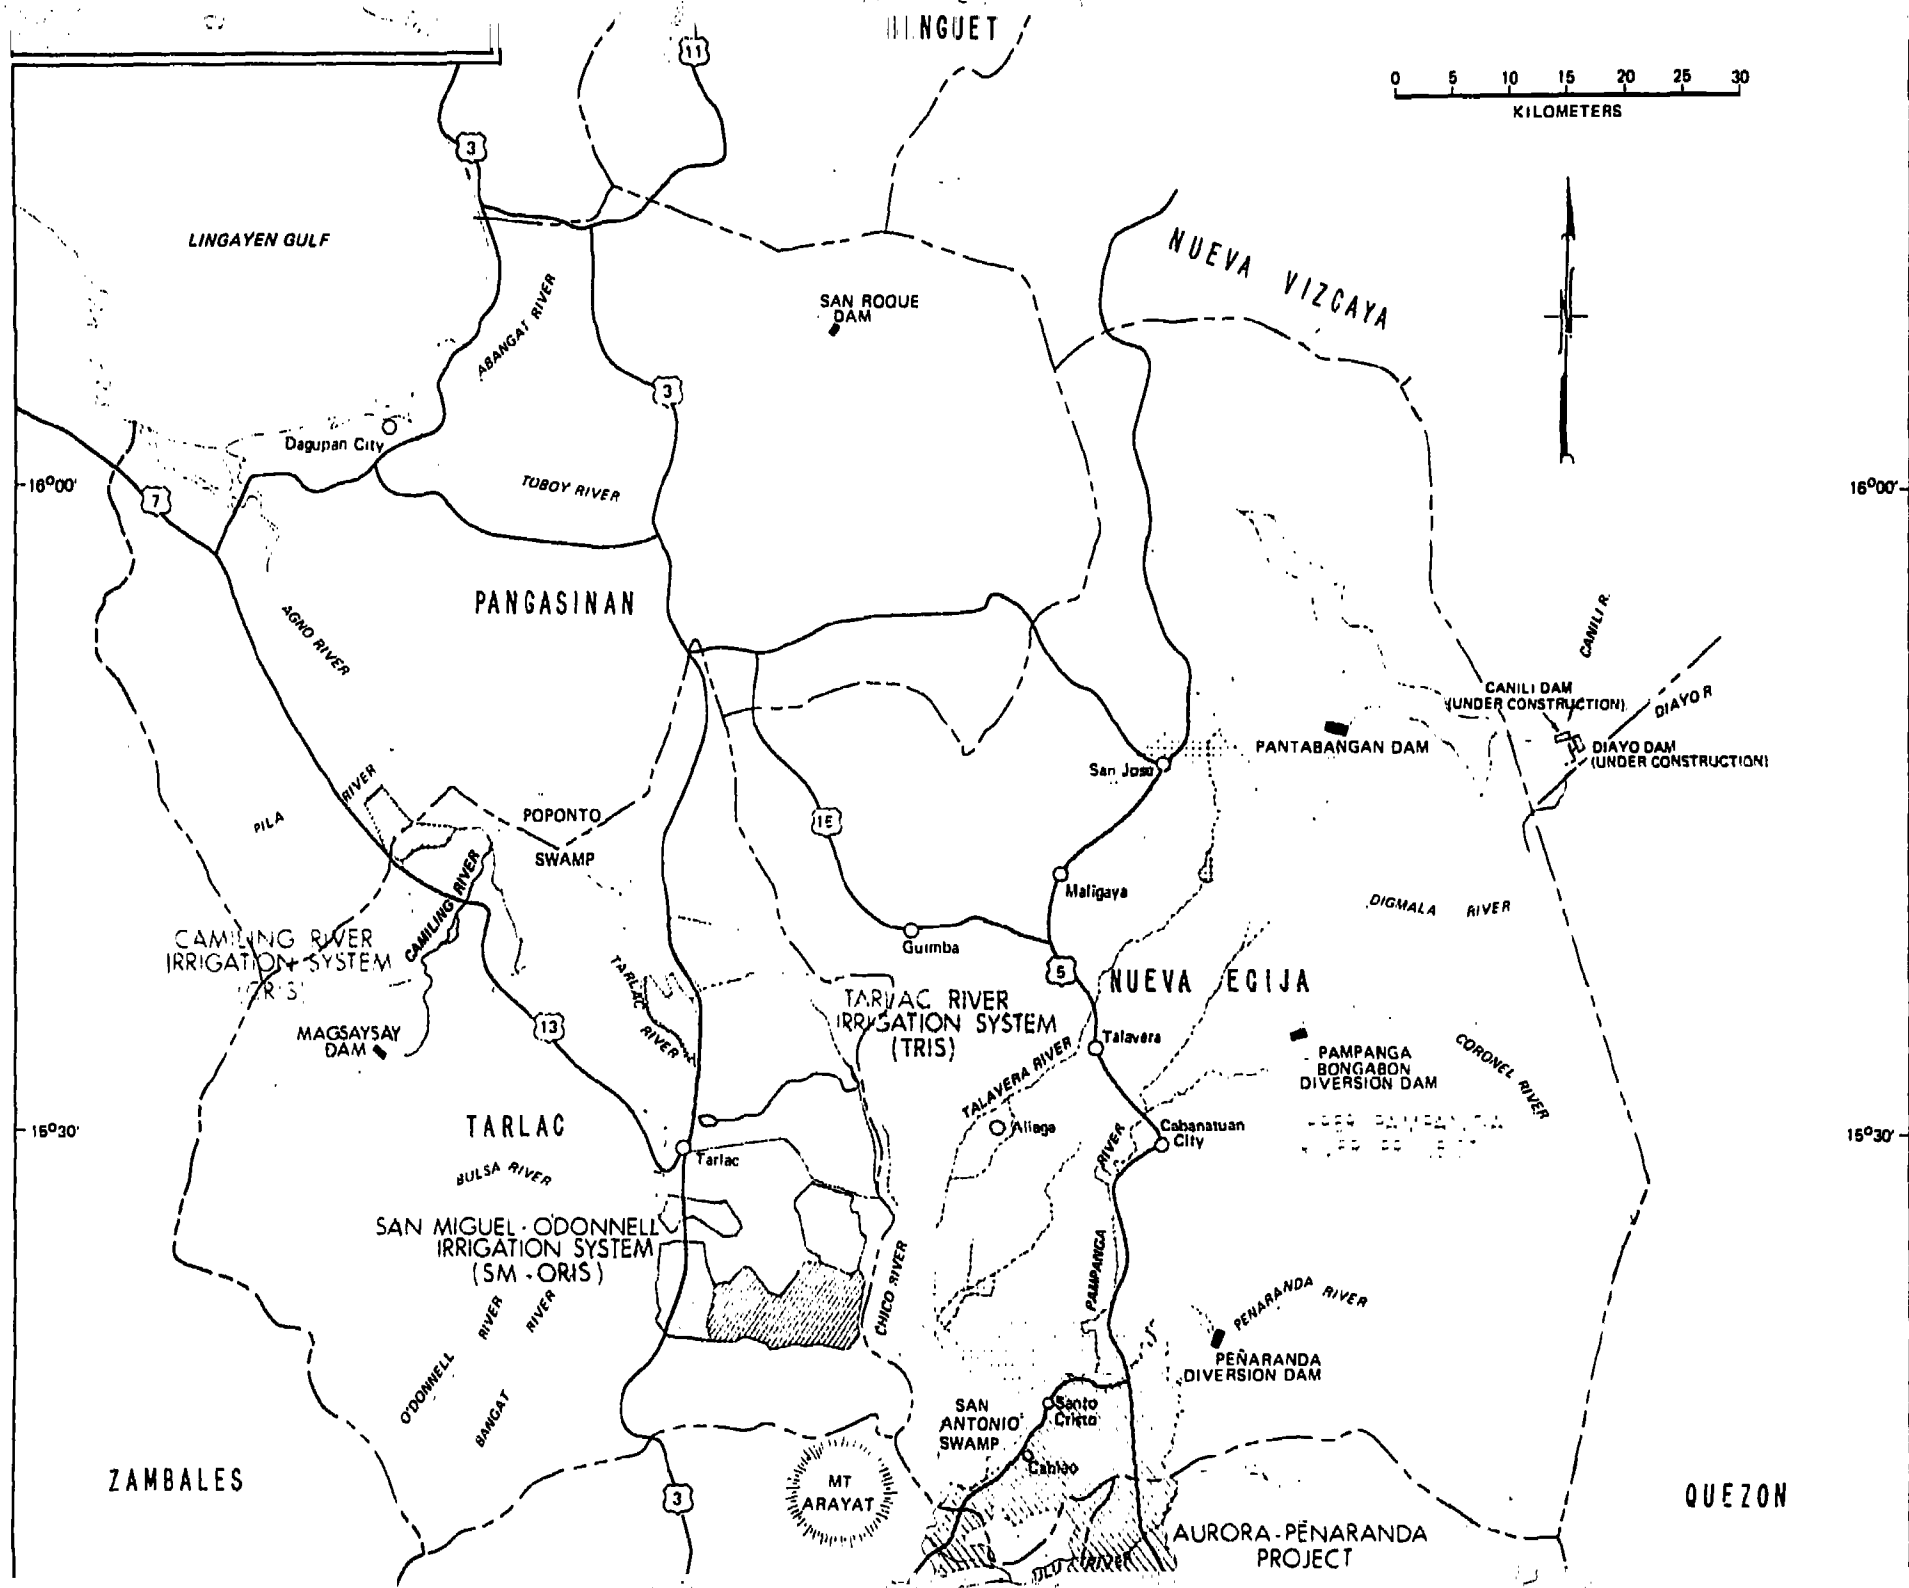 NGUET
11
0 5 10 15 20 25 30
KILOMETERS
3
LINGAYEN GULF
ABANGAT RIVER
SAN ROQUE
DAM
NUEVA VIZCAYA
3
Dagupan City
16°00'
7
TUBOY RIVER
16°00'
PANGASINAN
AGNO RIVER
CANILI R.
CANILI DAM
(UNDER CONSTRUCTION)
DIAYO R
PANTABANGAN DAM
DIAYO DAM
(UNDER CONSTRUCTION)
San Jose
PILA
RIVER
POPONTO
SWAMP
Maligaya
CAMILING RIVER
DIGMALA RIVER
Guimba
CAMILING RIVER
IRRIGATION SYSTEM
5
NUEVA ECIJA
TARLAC
RIVER
TARLAC RIVER
IRRIGATION SYSTEM
(TRIS)
MAGSAYSAY
DAM
13
Talavera
TALAVERA RIVER
PAMPANGA
BONGABON
DIVERSION DAM
CORONEL RIVER
TARLAC
Aliaga
Cabanatuan
City
15°30'
15°30'
Tarlac
BULSA RIVER
RIVER
PAMPANGA
SAN MIGUEL-O'DONNELL
IRRIGATION SYSTEM
(SM-ORIS)
CHICO RIVER
O'DONNELL
RIVER
BANGAT
RIVER
PENARANDA RIVER
PEÑARANDA
DIVERSION DAM
SAN
ANTONIO
SWAMP
Santo
Cristo
Cabiao
ZAMBALES
3
MT
ARAYAT
QUEZON
AURORA-PEÑARANDA
PROJECT
RIVER